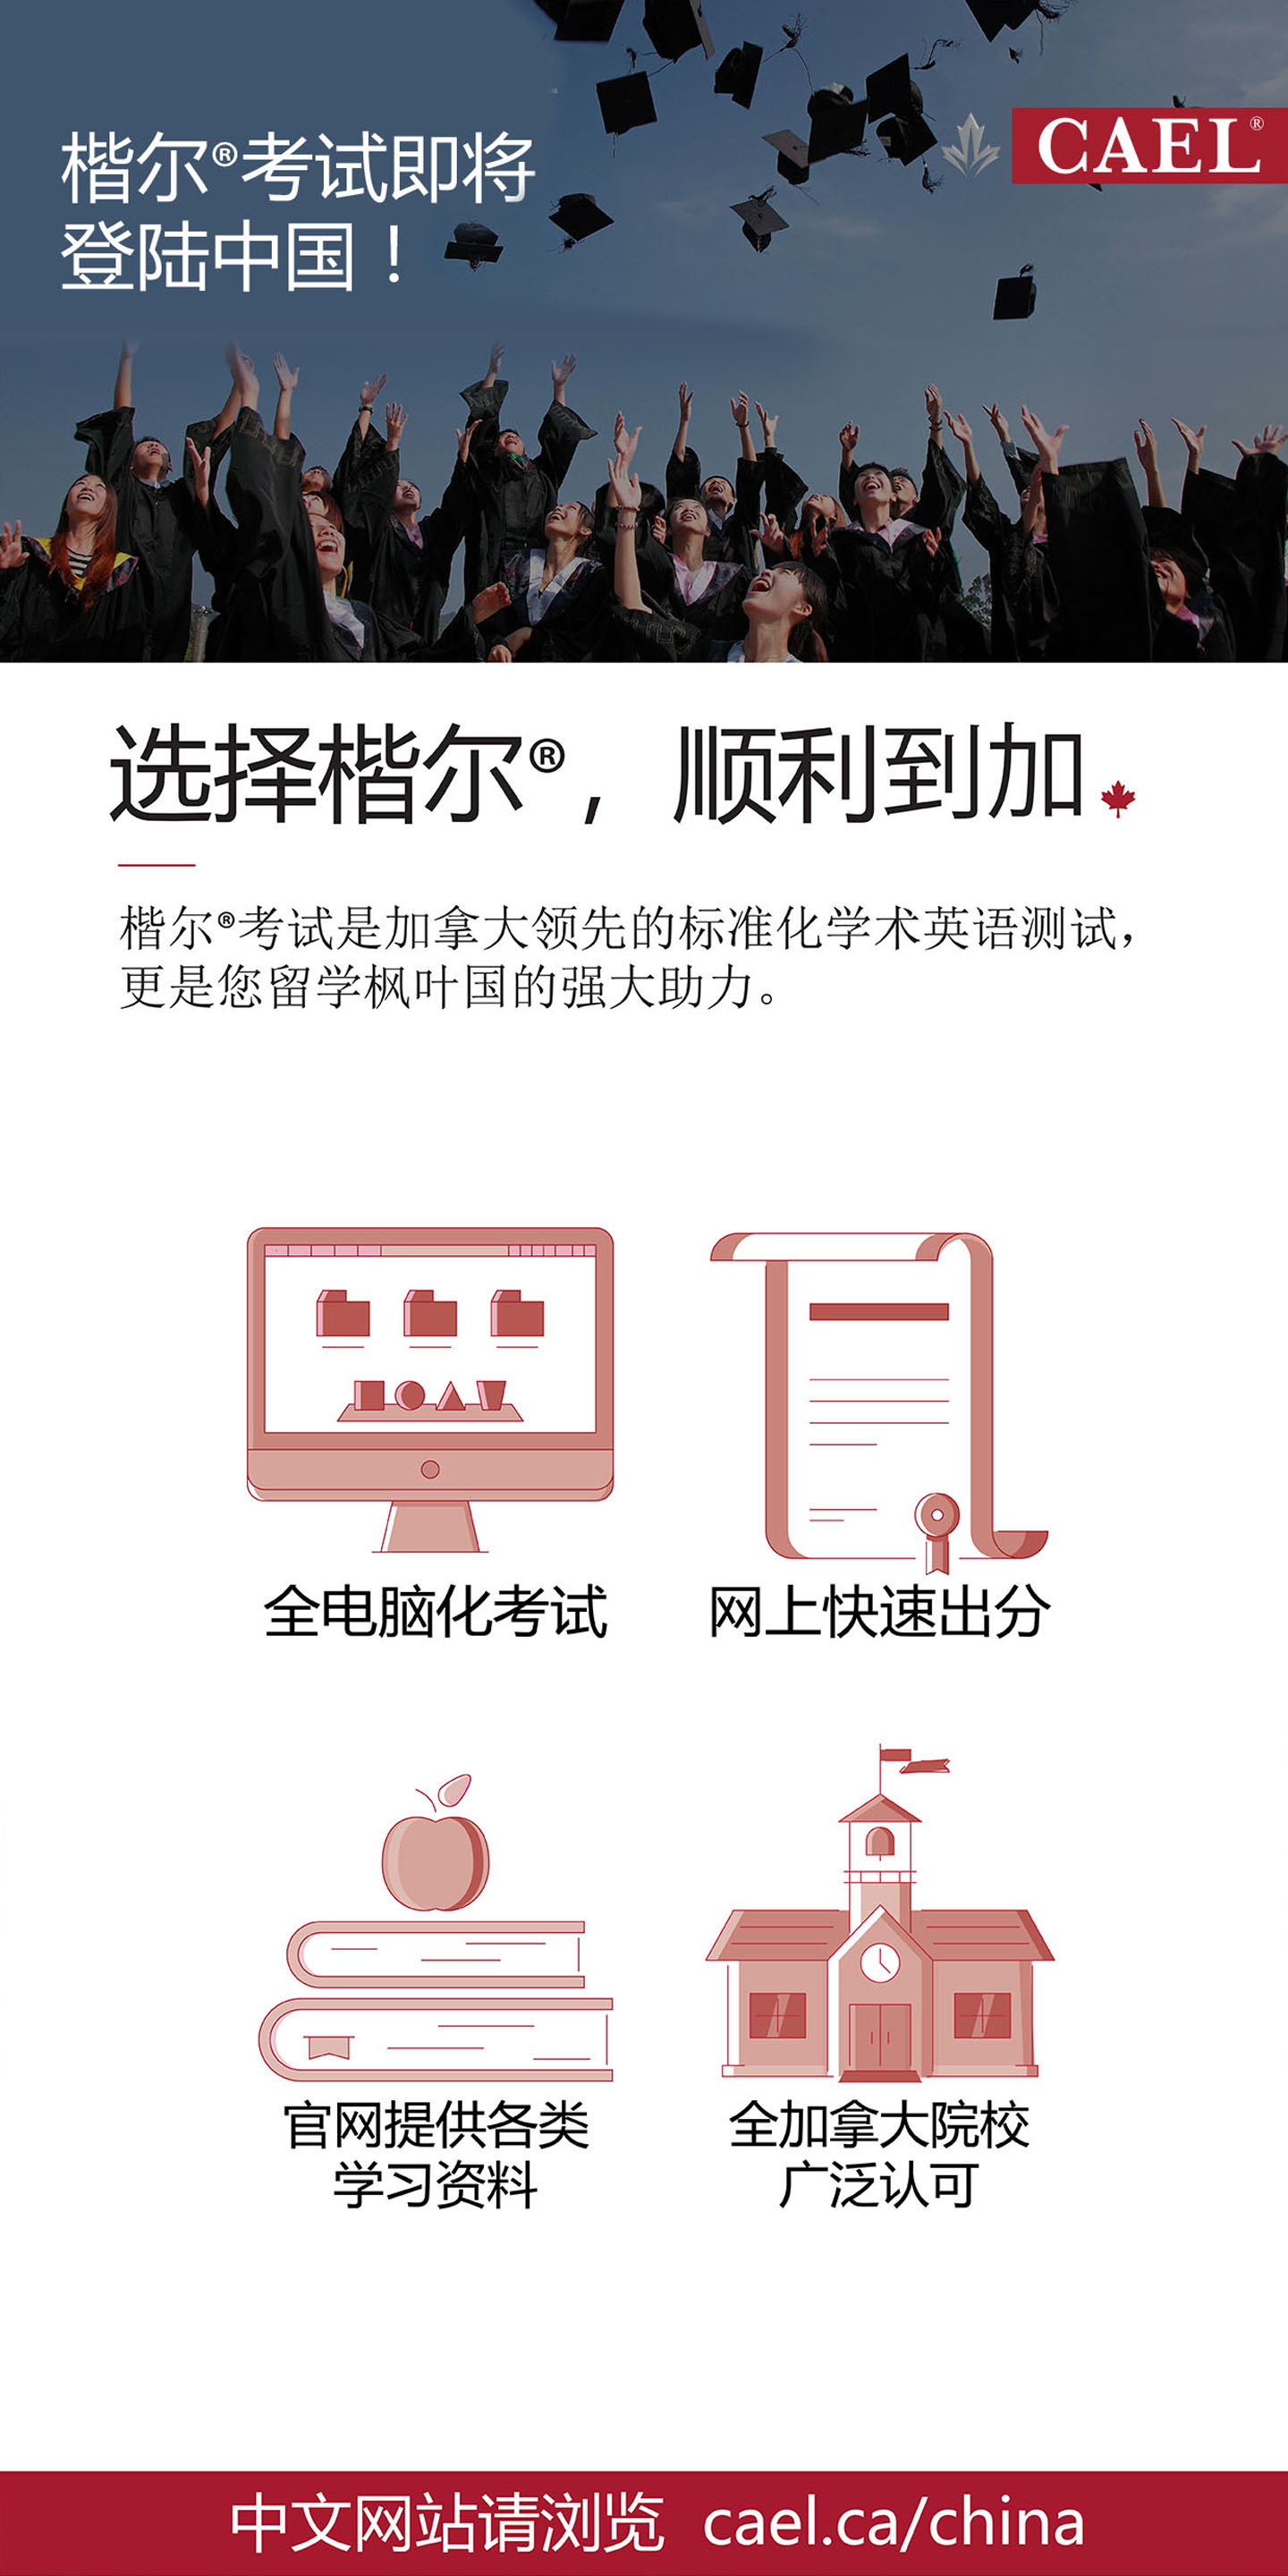 楷尔®考试即将
登陆中国！
CAEL®
选择楷尔®，顺利到加
楷尔®考试是加拿大领先的标准化学术英语测试，
更是您留学枫叶国的强大助力。
全电脑化考试
网上快速出分
官网提供各类
学习资料
全加拿大院校
广泛认可
中文网站请浏览 cael.ca/china